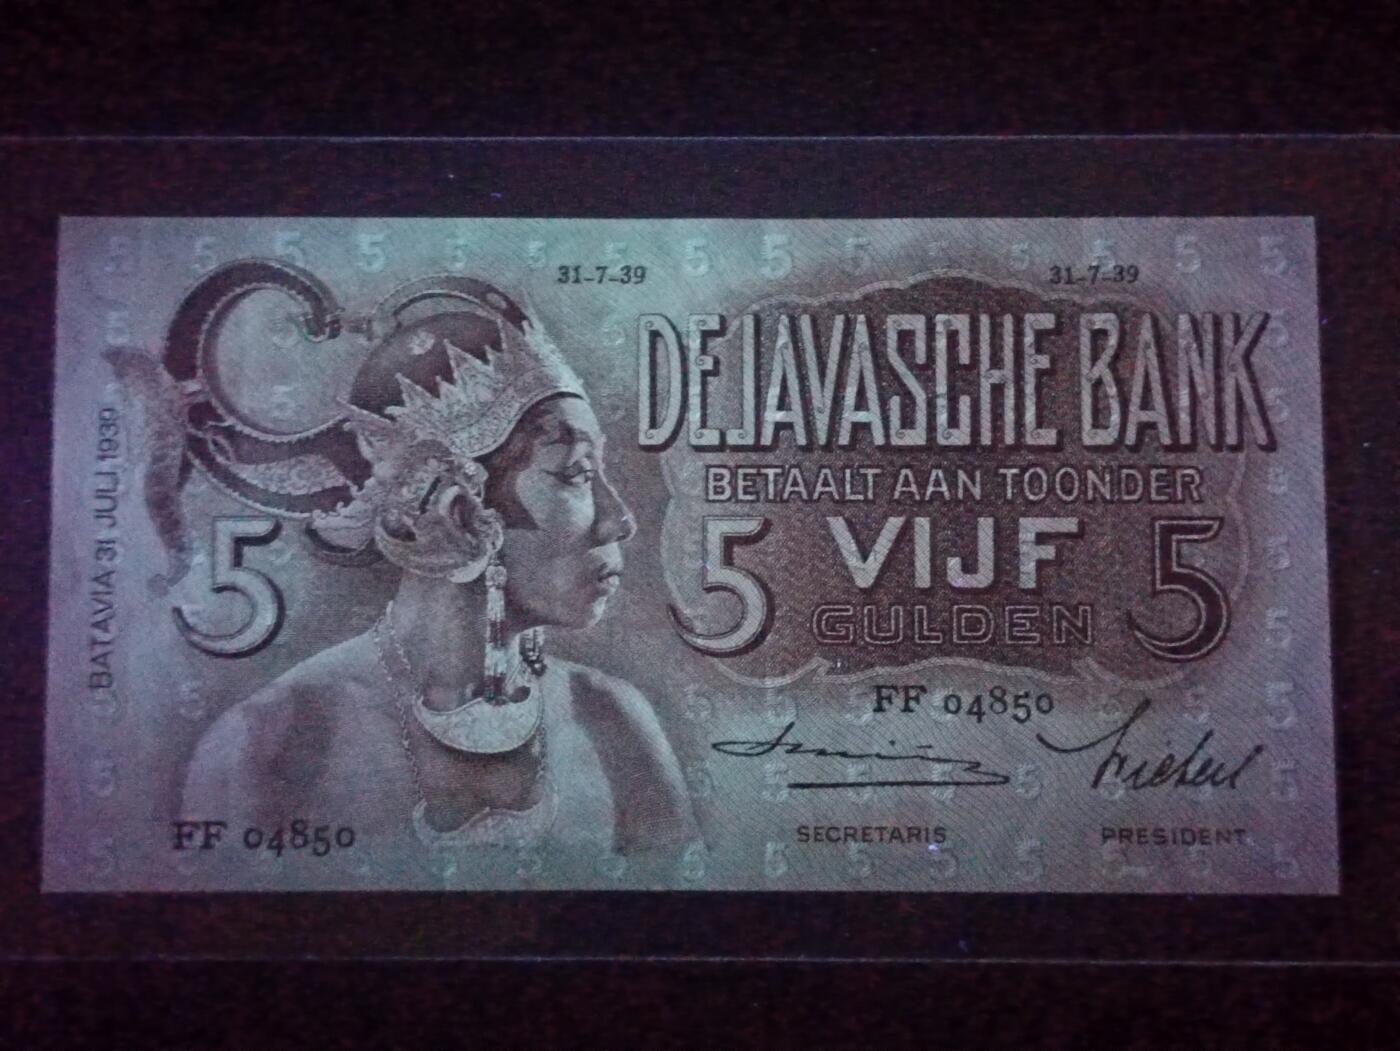 31-7-39 31-7-39
DE JAVASCHE BANK
BETAALT AAN TOONDER
5 5 VIJF 5
GULDEN
BATAVIA 31 JULI 1939
FF 04850
FF 04850
SECRETARIS PRESIDENT